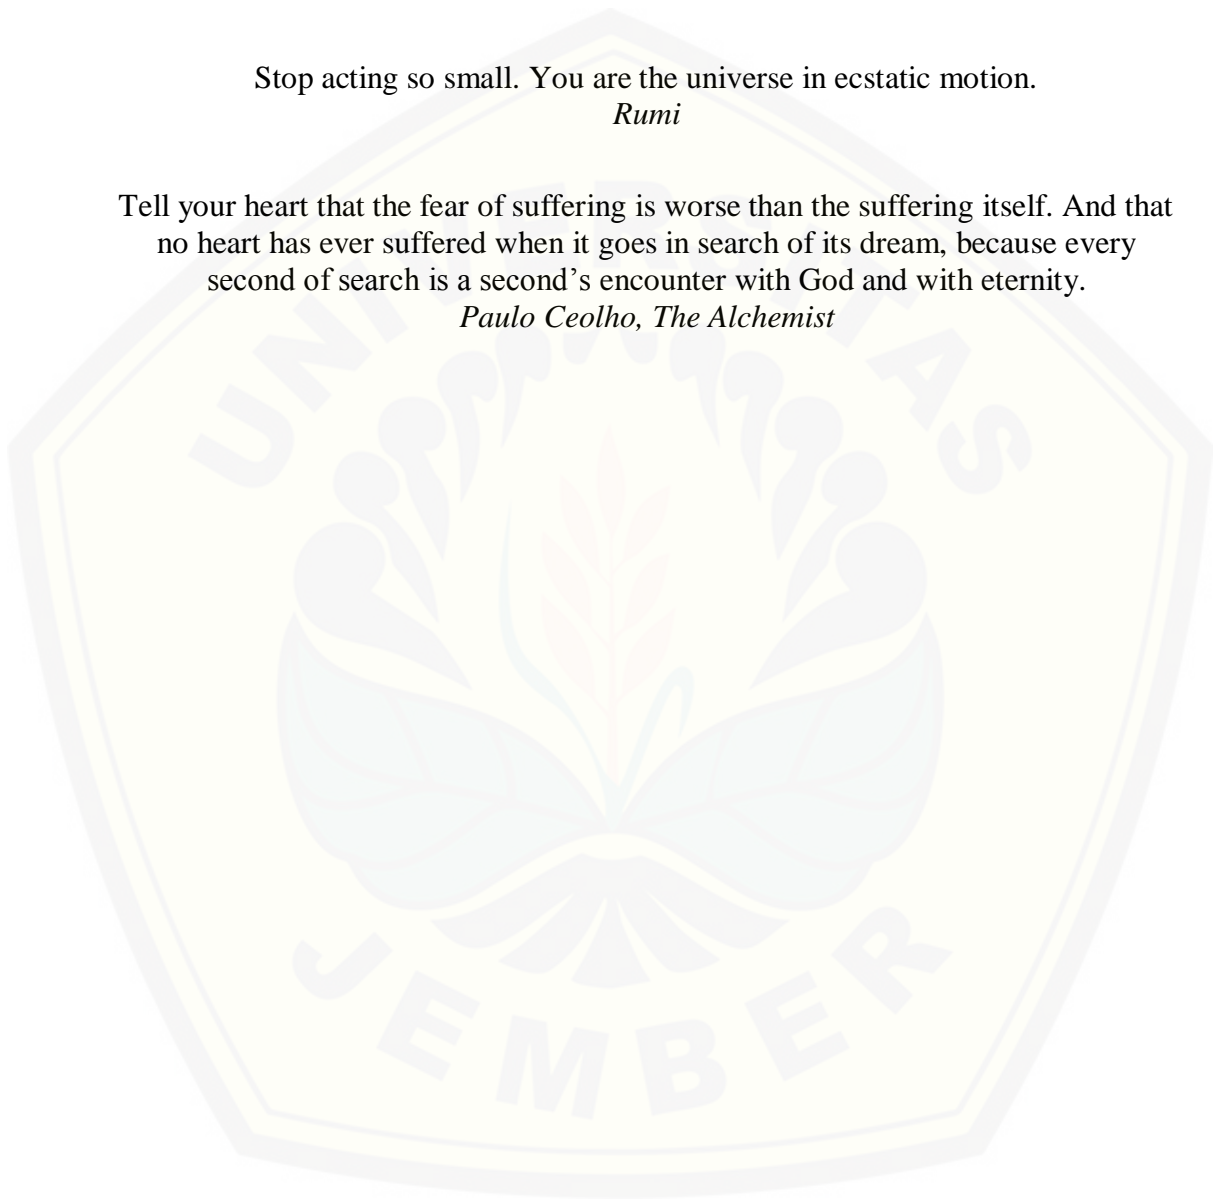 Stop acting so small. You are the universe in ecstatic motion.
Rumi
Tell your heart that the fear of suffering is worse than the suffering itself. And that
no heart has ever suffered when it goes in search of its dream, because every
second of search is a second’s encounter with God and with eternity.
Paulo Ceolho, The Alchemist
UNIVERSITAS
JEMBER